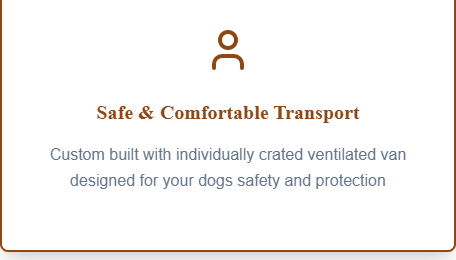 Safe & Comfortable Transport
Custom built with individually crated ventilated van
designed for your dogs safety and protection